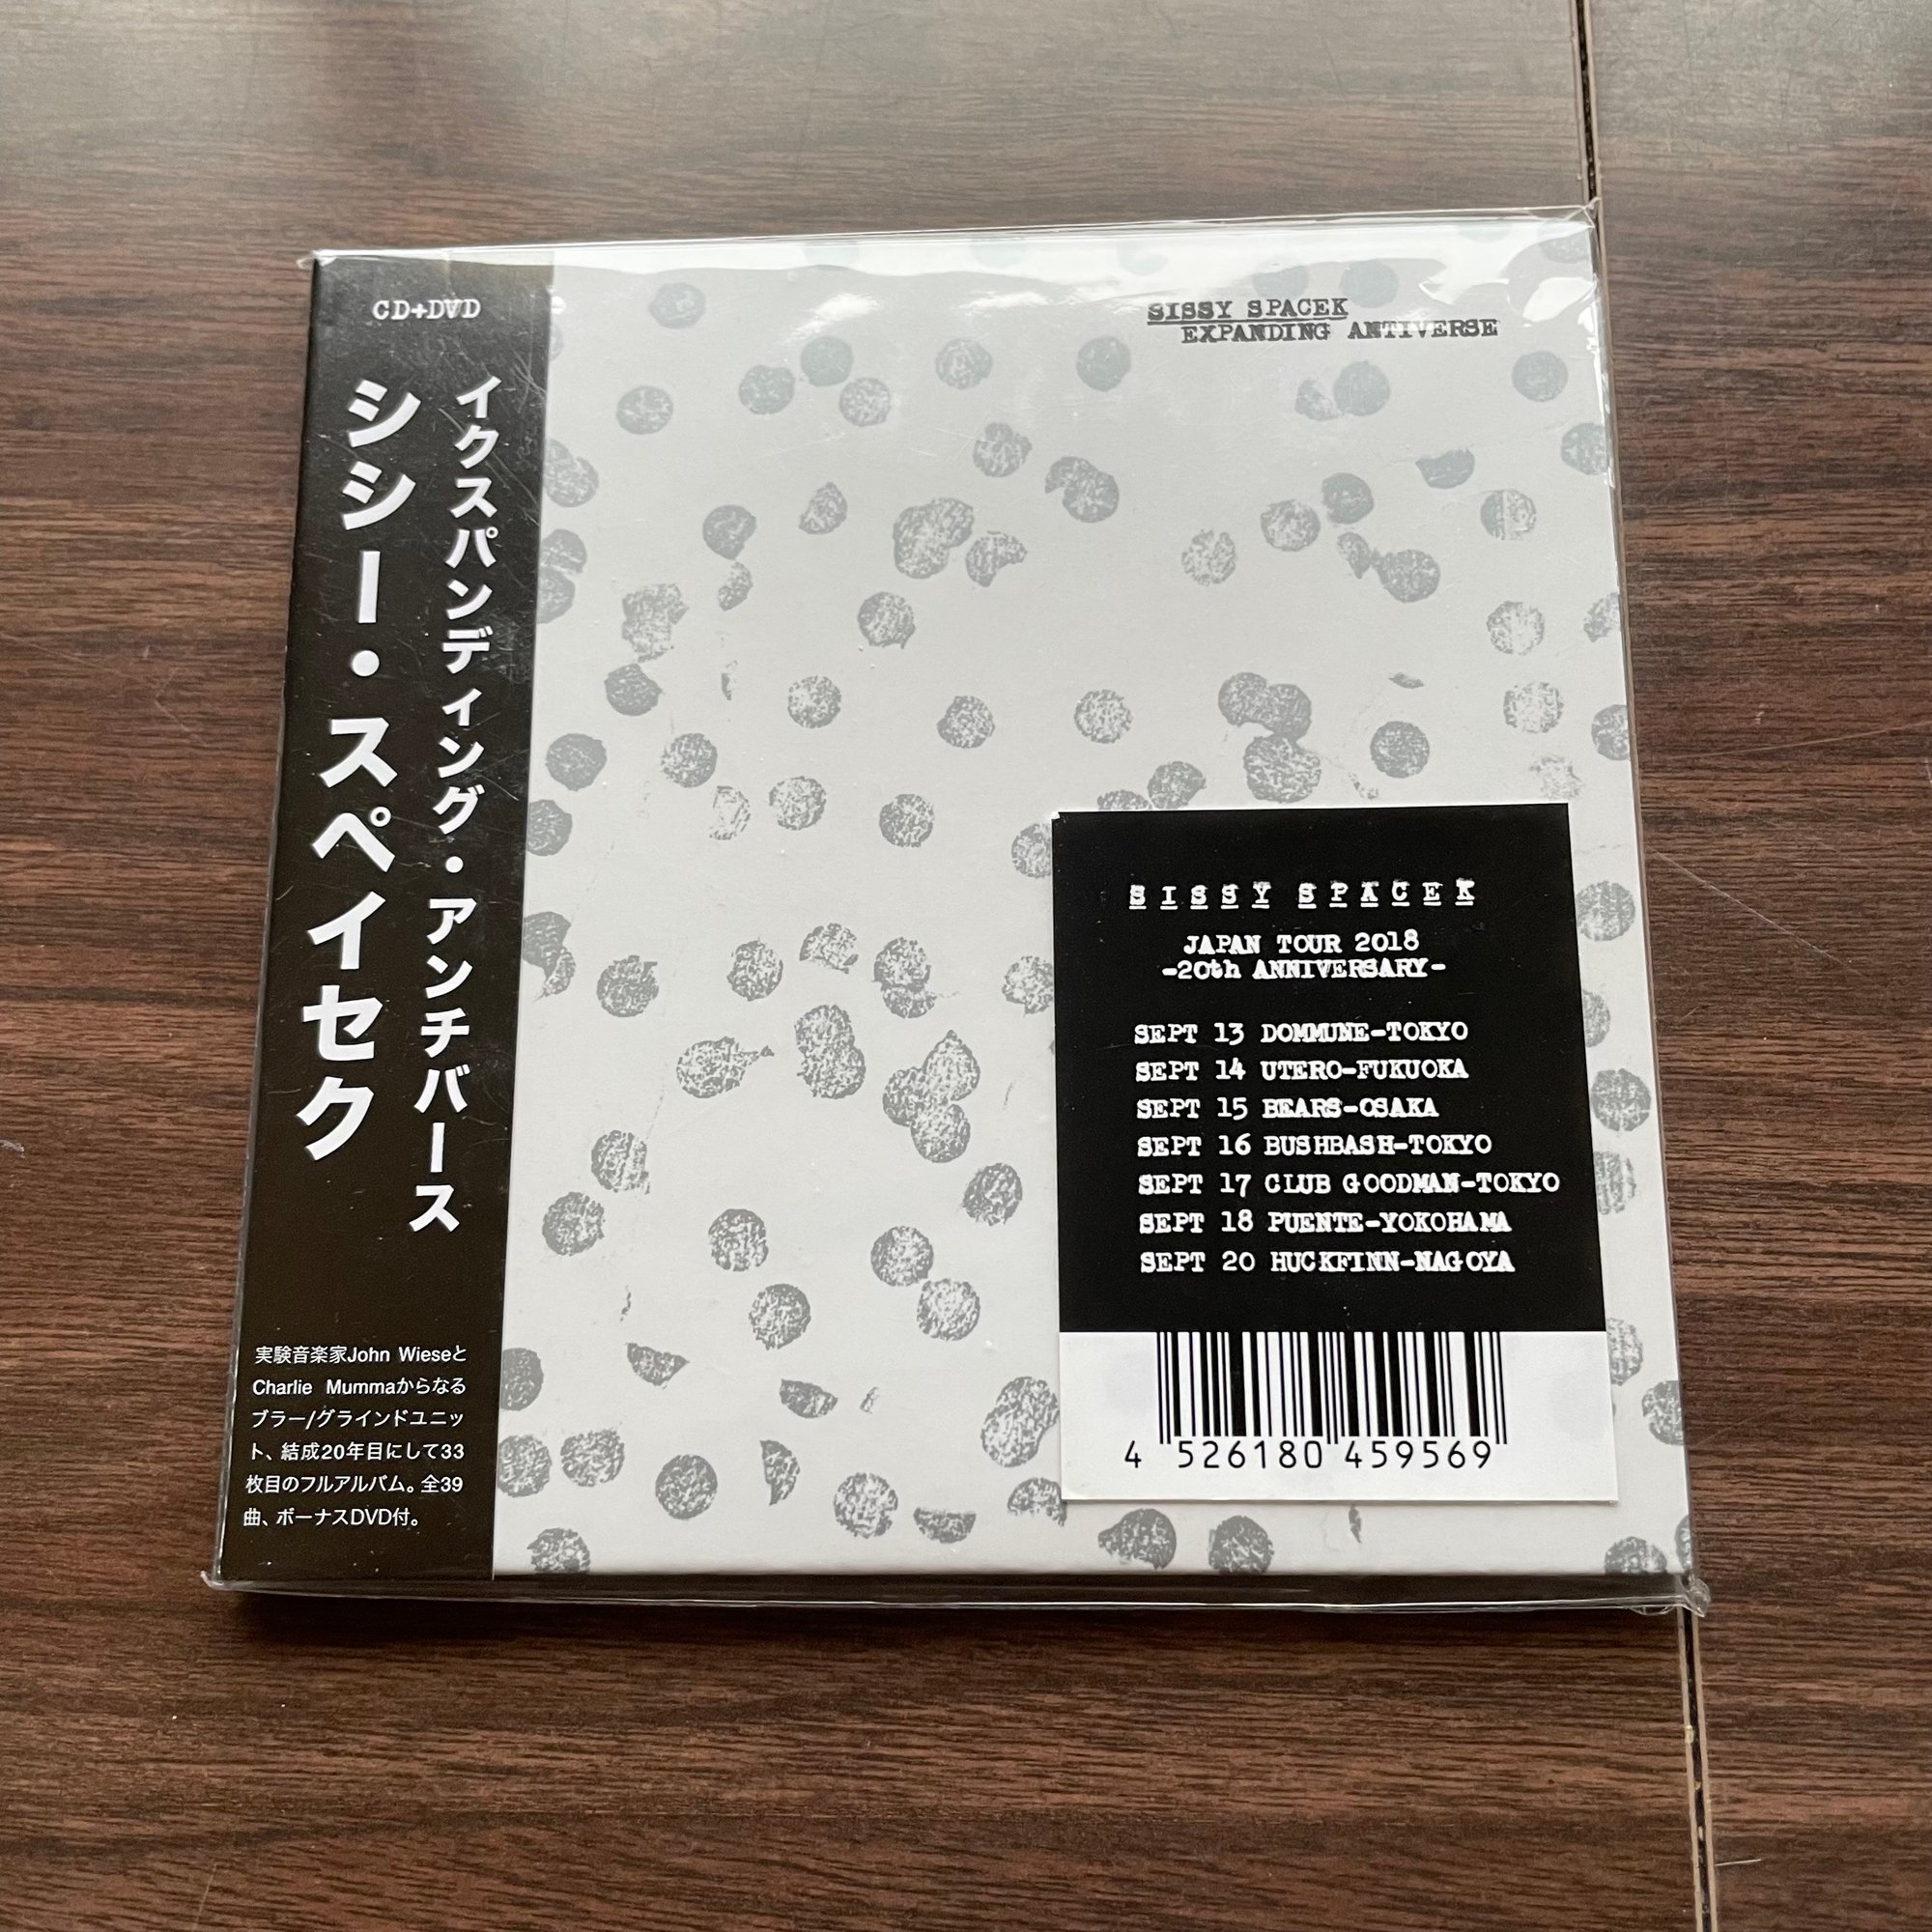 CD+DVD
イクスパンディング・アンチバース
シシー・スペイセク
実験音楽家John Wieseと
Charlie Mummaからなる
ブラー/グラインドユニッ
ト、結成20年目にして33
枚目のフルアルバム。全39
曲、ボーナスDVD付。
SISSY SPACEK
EXPANDING ANTIVERSE
SISSY SPACEK
JAPAN TOUR 2018
-20th ANNIVERSARY-
SEPT 13 DOMMUNE-TOKYO
SEPT 14 UTERO-FUKUOKA
SEPT 15 BEARS-OSAKA
SEPT 16 BUSHBASH-TOKYO
SEPT 17 CLUB GOODMAN-TOKYO
SEPT 18 PUENTE-YOKOHAMA
SEPT 20 HUCKFINN-NAGOYA
4 526180 459569